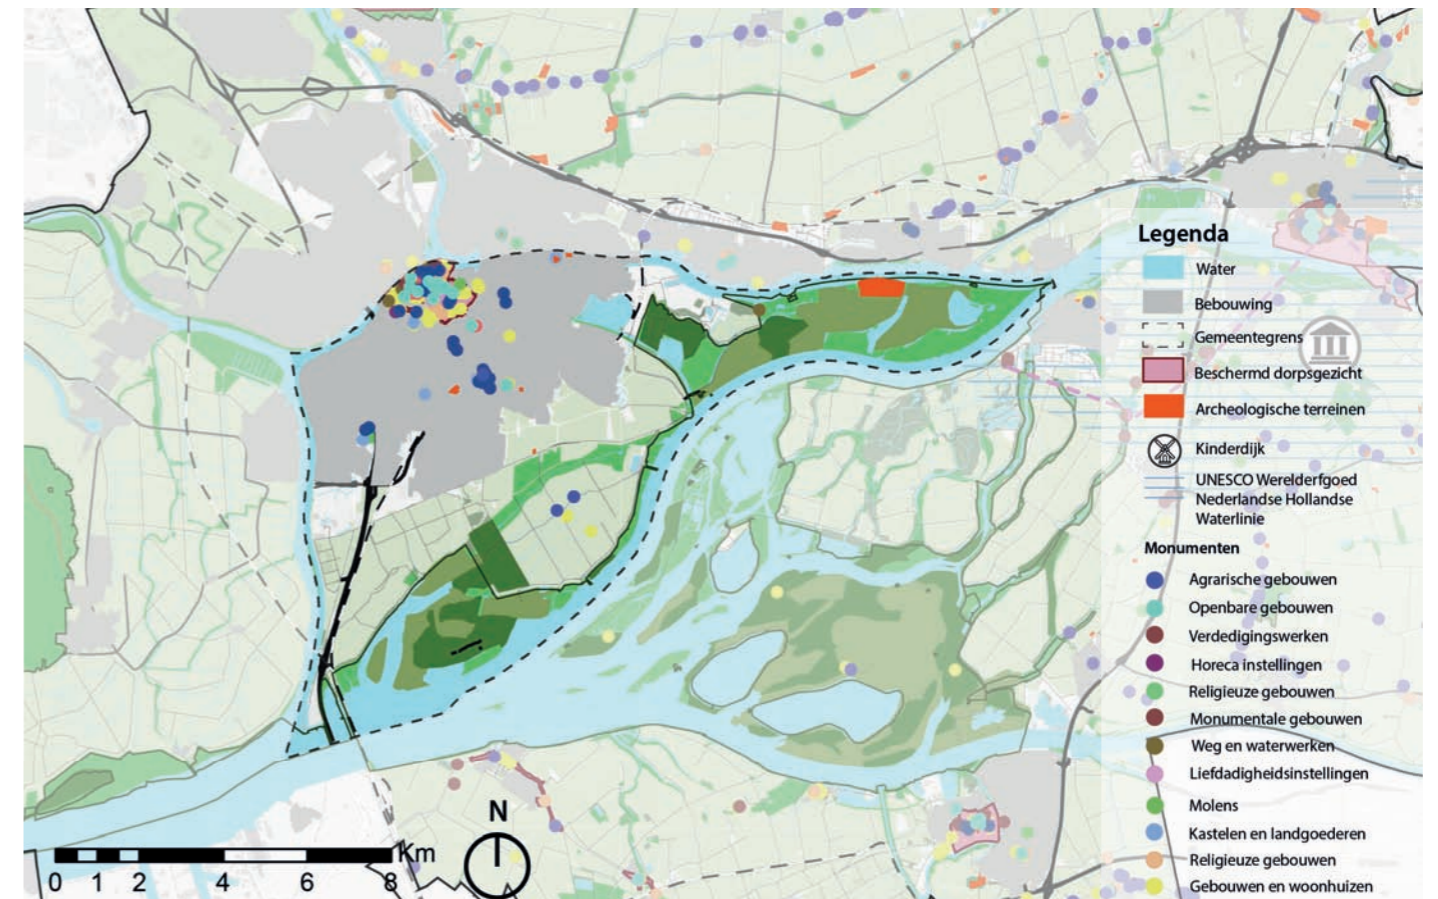 Legenda
Water
Bebouwing
Gemeentegrens
Beschermd dorpsgezicht
Archeologische terreinen
Kinderdijk
UNESCO Werelderfgoed
Nederlandse Hollandse
Waterlinie
Monumenten
Agrarische gebouwen
Openbare gebouwen
Verdedigingswerken
Horeca instellingen
Religieuze gebouwen
Monumentale gebouwen
Weg en waterwerken
Liefdadigheidsinstellingen
Molens
Kastelen en landgoederen
Religieuze gebouwen
Gebouwen en woonhuizen
N
Km
0 1 2 4 6 8